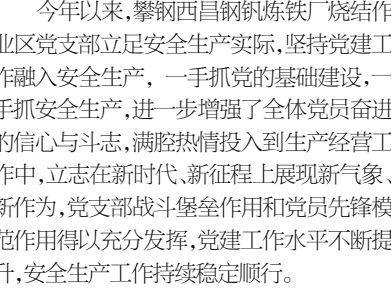 今年以来,攀钢西昌钢钒炼铁厂烧结作
业区党支部立足安全生产实际,坚持党建工
作融入安全生产,一手抓党的基础建设,一
手抓安全生产,进一步增强了全体党员奋进
的信心与斗志,满腔热情投入到生产经营工
作中,立志在新时代、新征程上展现新气象、
新作为,党支部战斗堡垒作用和党员先锋模
范作用得以充分发挥,党建工作水平不断提
升,安全生产工作持续稳定顺行。